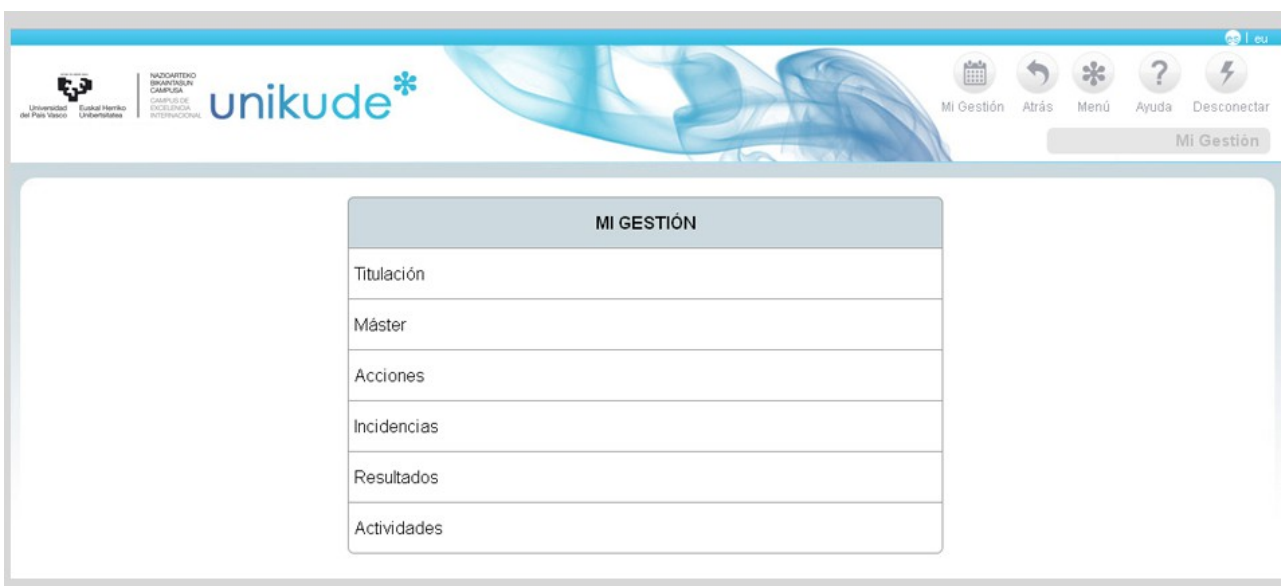 es | eu
Universidad del País Vasco
Euskal Herriko Unibertsitatea
NAZIOARTEKO
BIKAINTASUN
CAMPUSA
CAMPUS DE
EXCELENCIA
INTERNACIONAL
unikude*
Mi Gestión Atrás Menú Ayuda Desconectar
Mi Gestión
MI GESTIÓN
Titulación
Máster
Acciones
Incidencias
Resultados
Actividades